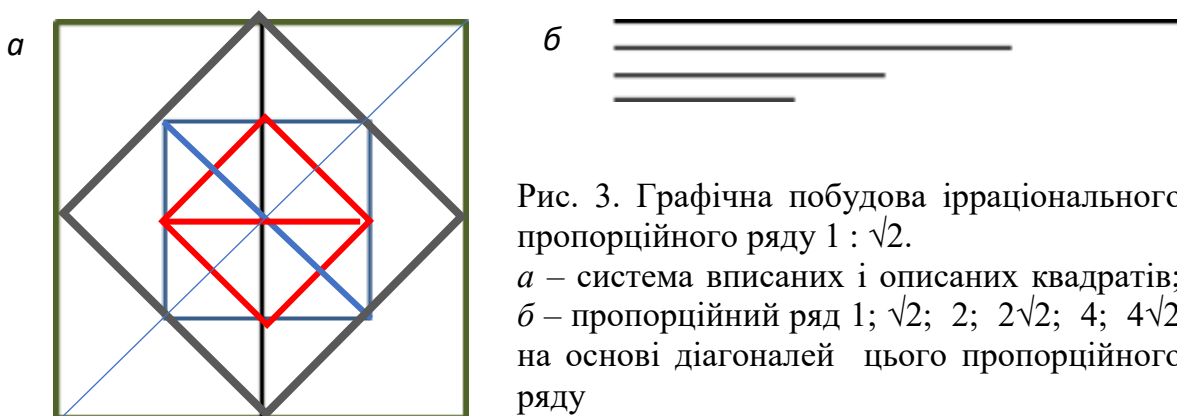 а
б
Рис. 3. Графічна побудова ірраціонального
пропорційного ряду 1 : √2.
а – система вписаних і описаних квадратів;
б – пропорційний ряд 1; √2; 2; 2√2; 4; 4√2
на основі діагоналей цього пропорційного
ряду